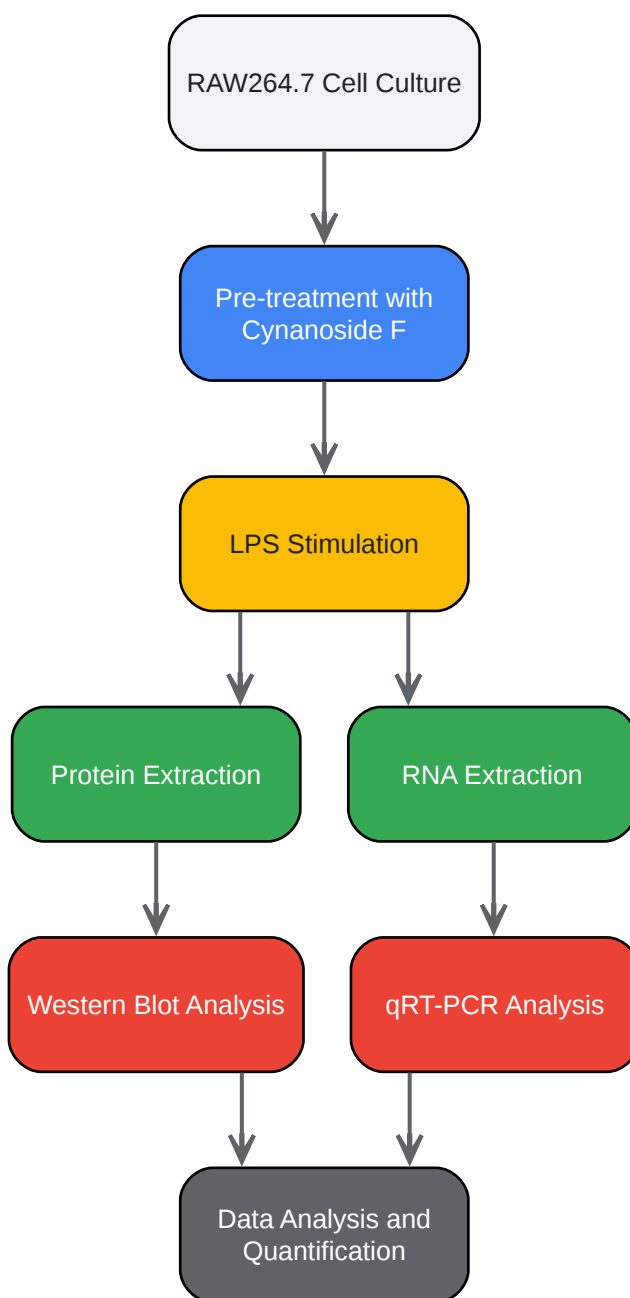 RAW264.7 Cell Culture
Pre-treatment with
Cynanoside F
LPS Stimulation
Protein Extraction
RNA Extraction
Western Blot Analysis
qRT-PCR Analysis
Data Analysis and
Quantification